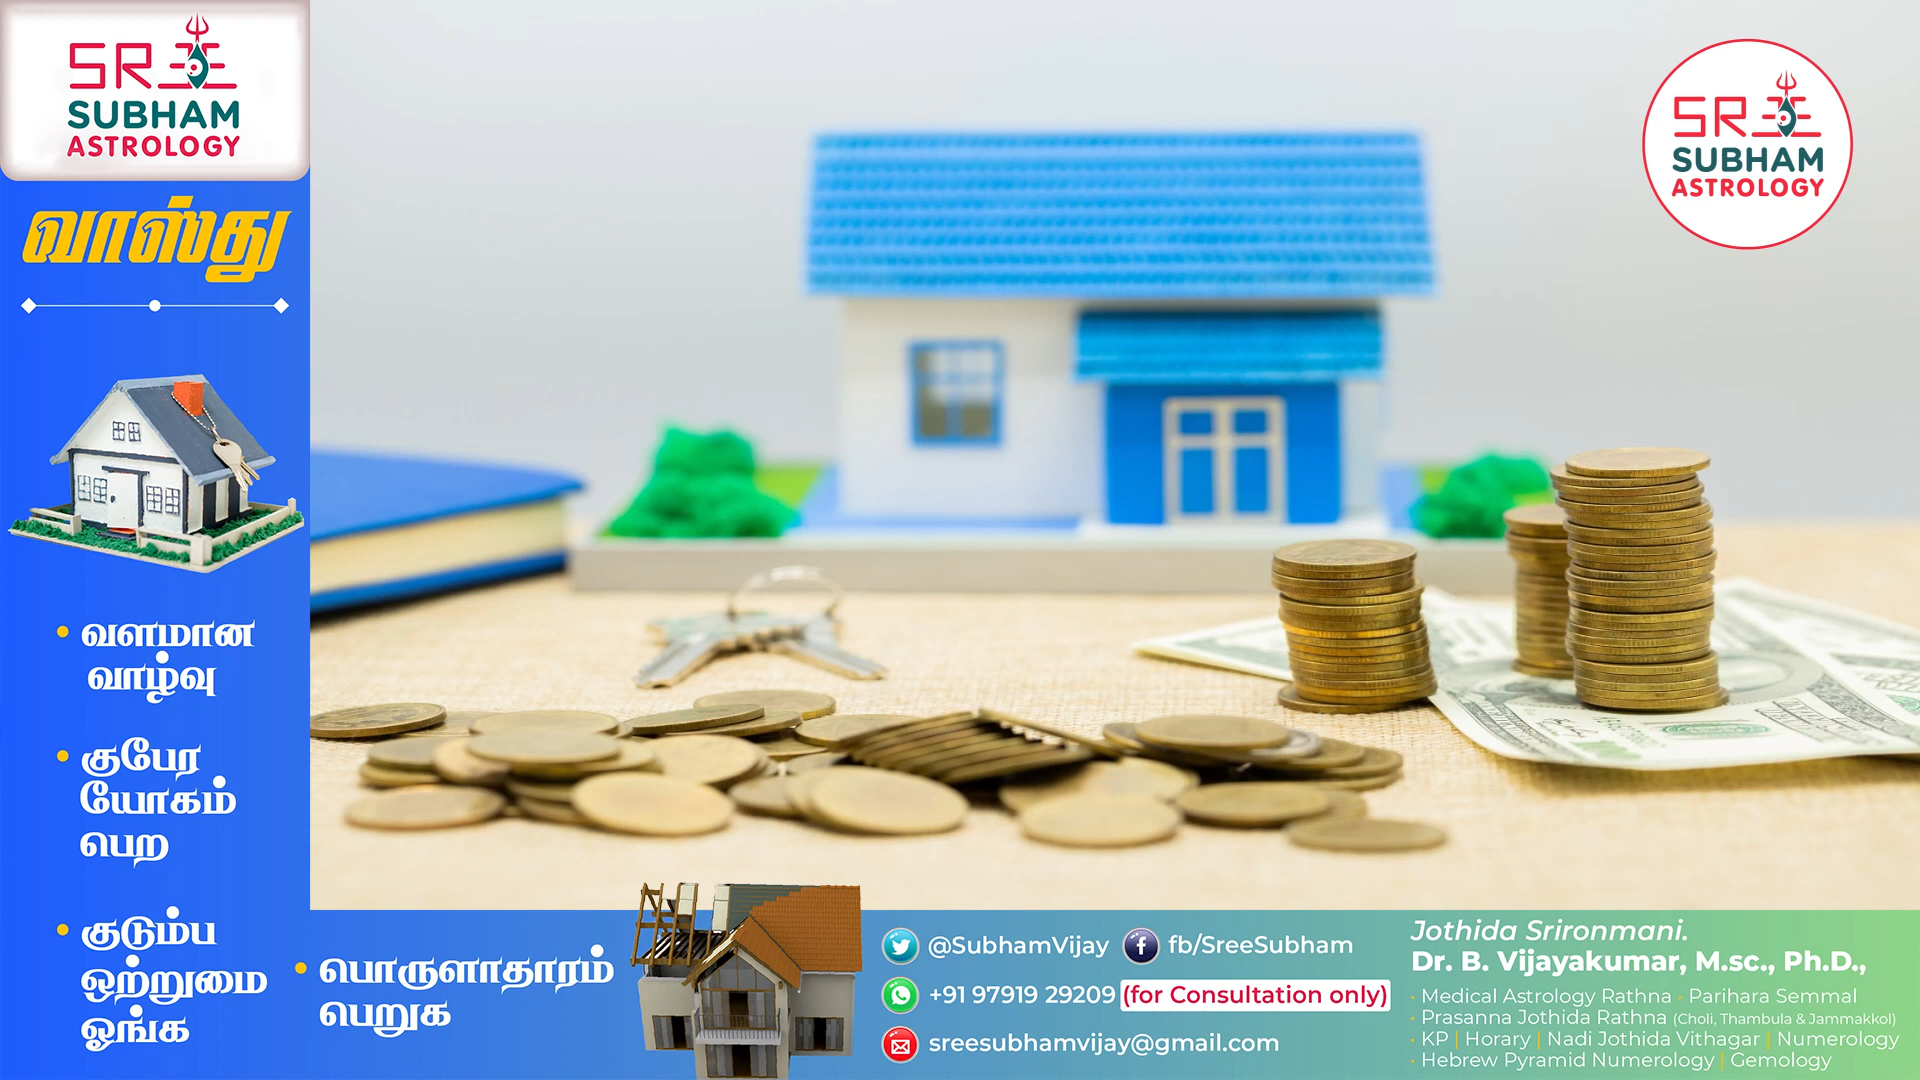 SREE
SUBHAM
ASTROLOGY
வாஸ்து
• வளமான
வாழ்வு
• குபேர
யோகம்
பெற
• குடும்ப
ஒற்றுமை
ஓங்க
• பொருளாதாரம்
பெறுக
SREE
SUBHAM
ASTROLOGY
@SubhamVijay fb/SreeSubham
+91 97919 29209 (for Consultation only)
sreesubhamvijay@gmail.com
Jothida Srironmani.
Dr. B. Vijayakumar, M.sc., Ph.D.,
• Medical Astrology Rathna • Parihara Semmal
• Prasanna Jothida Rathna (Choli, Thambula & Jammakkol)
• KP | Horary | Nadi Jothida Vithagar | Numerology
• Hebrew Pyramid Numerology | Gemology